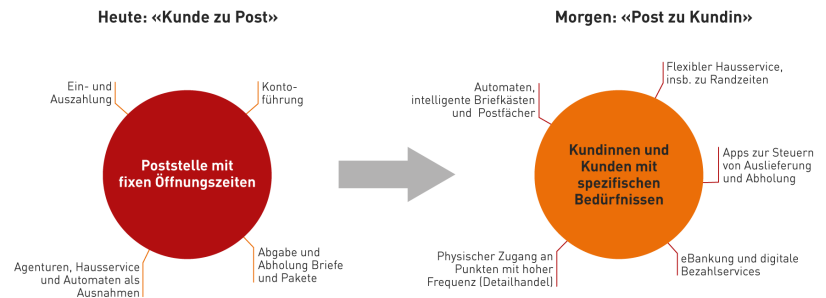 Heute: «Kunde zu Post»
Ein- und
Auszahlung
Konto-
führung
Poststelle mit
fixen Öffnungszeiten
Agenturen, Hausservice
und Automaten als
Ausnahmen
Abgabe und
Abholung Briefe
und Pakete
Morgen: «Post zu Kundin»
Automaten,
intelligente Briefkästen
und Postfächer
Flexibler Hausservice,
insb. zu Randzeiten
Kundinnen und
Kunden mit
spezifischen
Bedürfnissen
Apps zur Steuern
von Auslieferung
und Abholung
Physischer Zugang an
Punkten mit hoher
Frequenz (Detailhandel)
eBankung und digitale
Bezahlservices